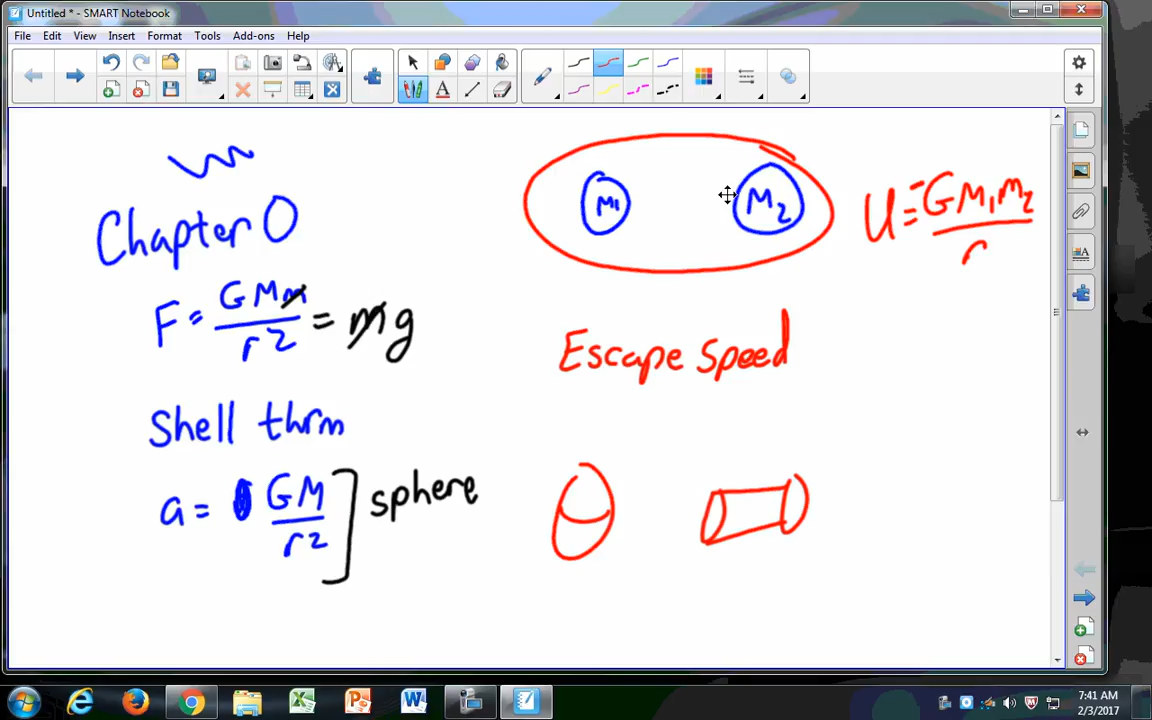 Untitled * - SMART Notebook
File Edit View Insert Format Tools Add-ons Help
Chapter 0
F = GMm / r2 = mg
Shell thrm
a = GM / r2 ] sphere
M1 M2
U = -GM1m2 / r
Escape Speed
7:41 AM
2/3/2017